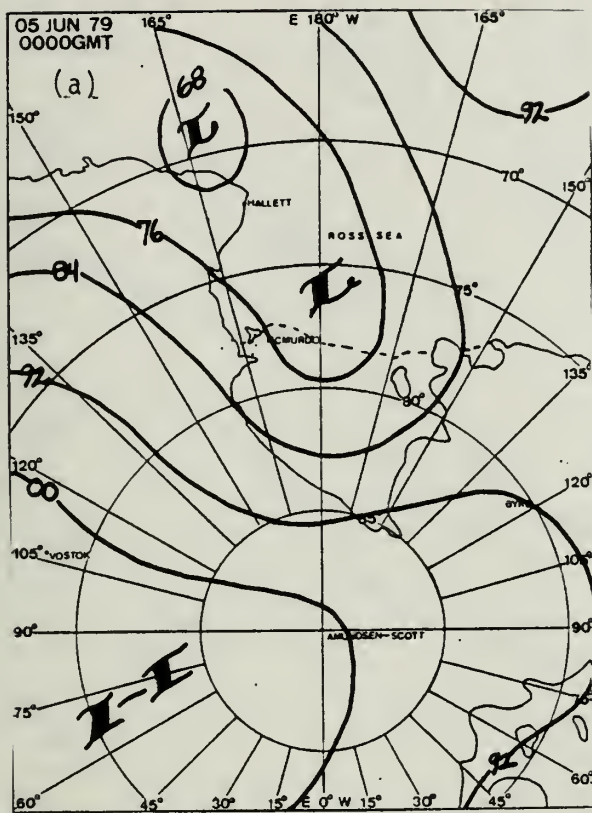 05 JUN 79
0000GMT
(a)
165°
E 180° W
165°
68
L
92
150°
HALLETT
70°
150°
76
ROSS SEA
84
L
75°
135°
MCMURDO
135°
92
80°
120°
00
85
BYRD
120°
105°
VOSTOK
105°
90°
AMUNDSEN-SCOTT
90°
H
75°
92
60°
60°
45°
30°
15°
E 0° W
15°
30°
45°